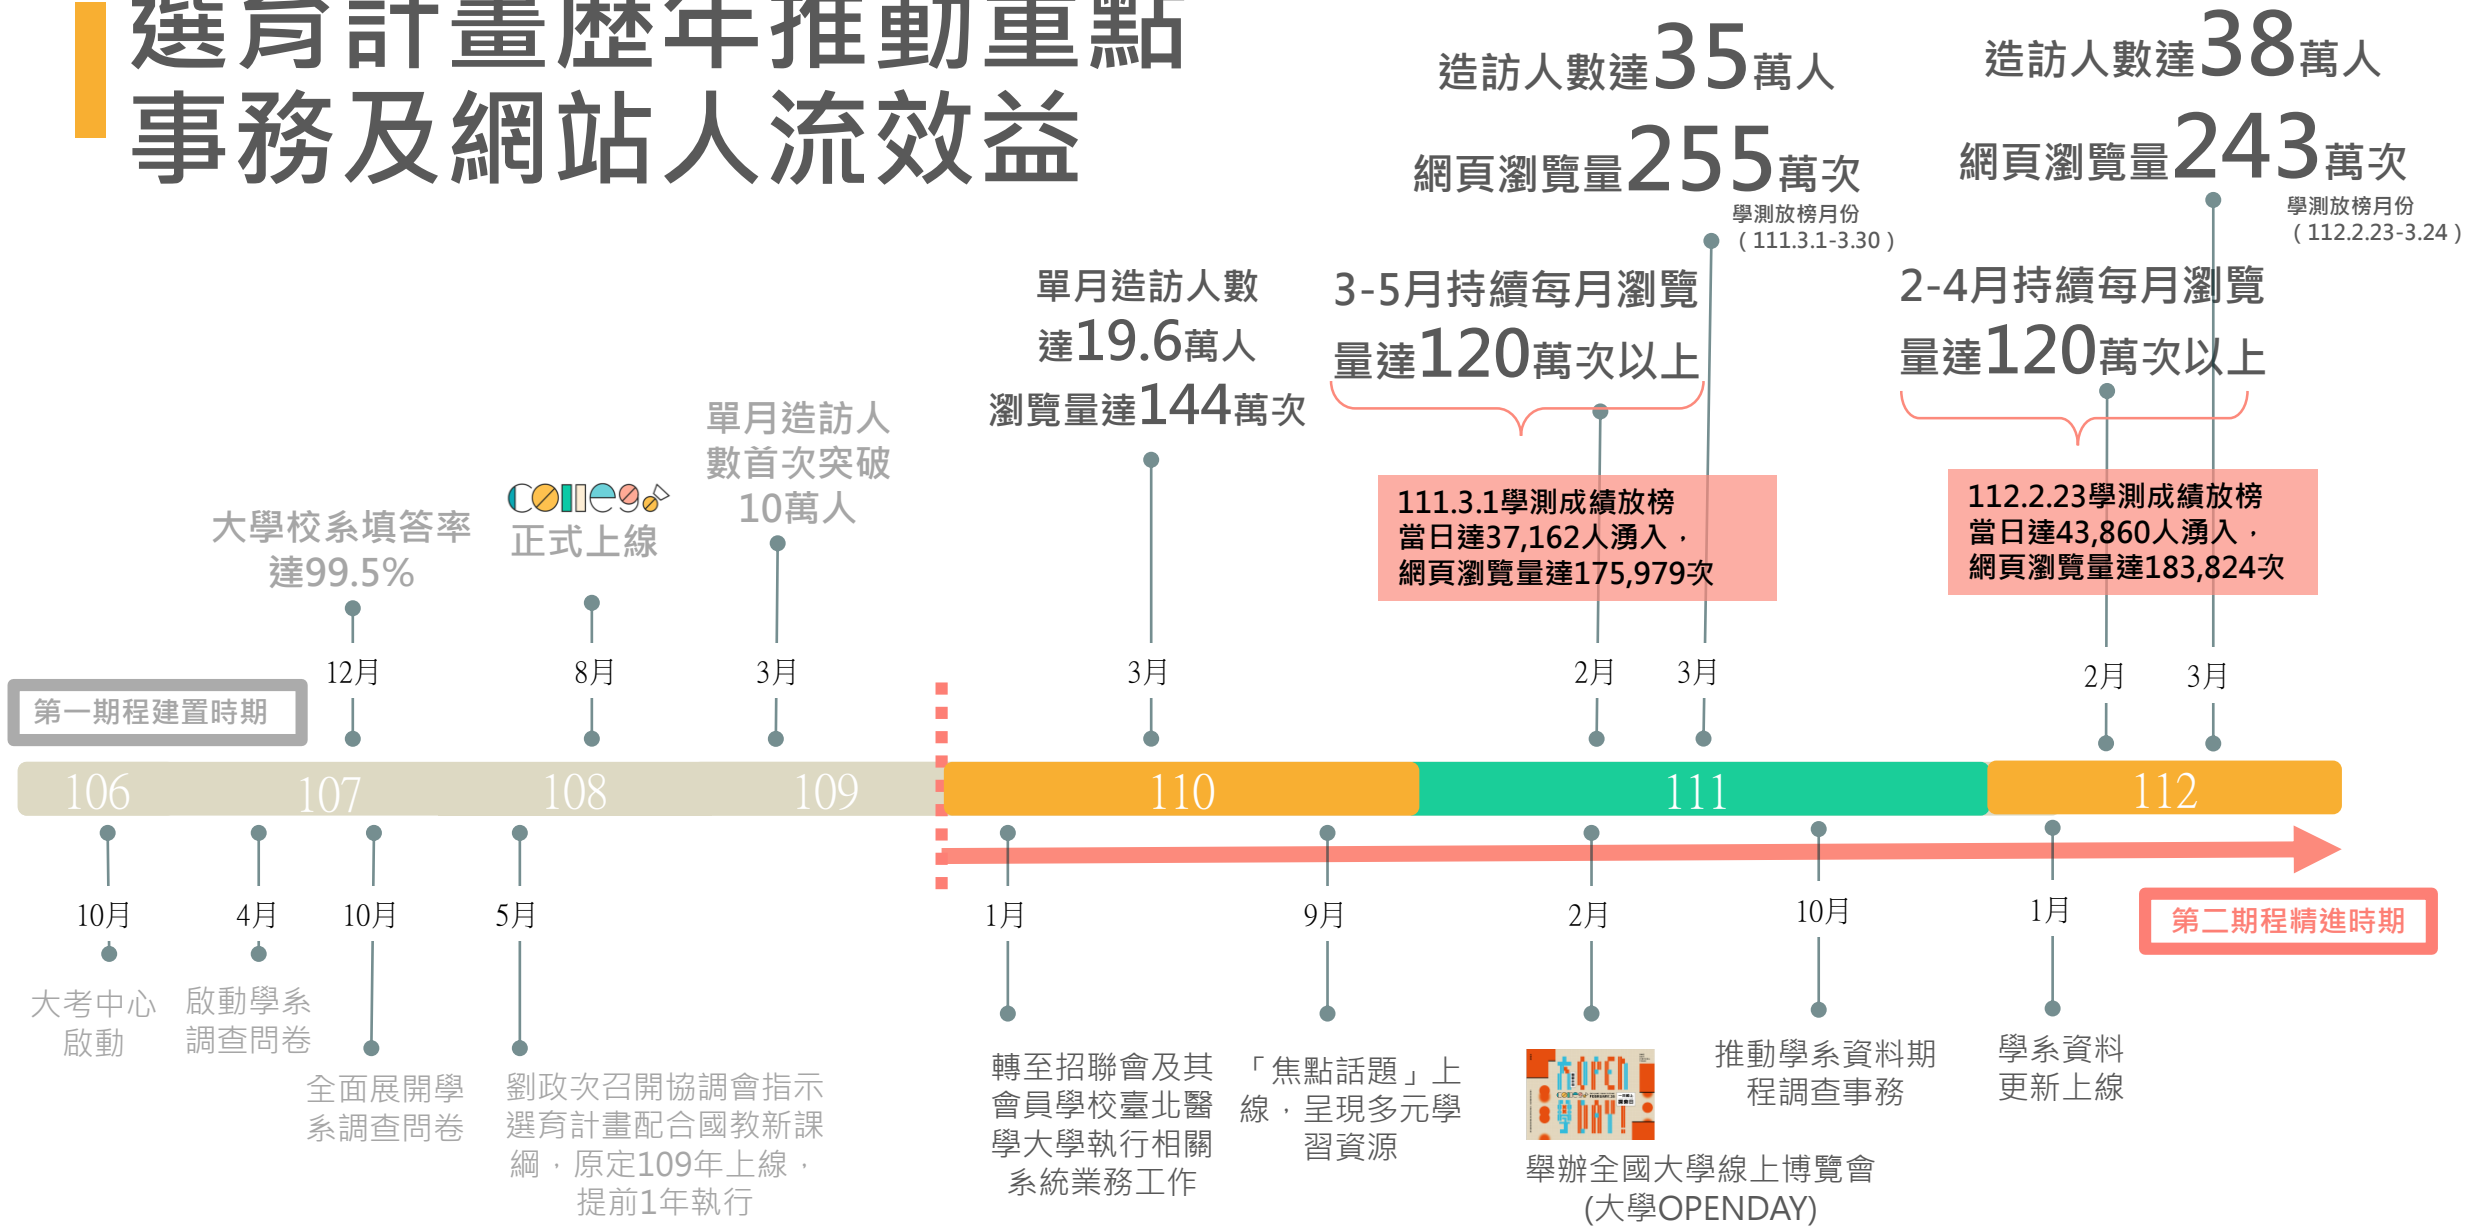 選育計畫歷年推動重點
事務及網站人流效益
造訪人數達35萬人
網頁瀏覽量255萬次
學測放榜月份
（111.3.1-3.30）
造訪人數達38萬人
網頁瀏覽量243萬次
學測放榜月份
（112.2.23-3.24）
單月造訪人數
達19.6萬人
瀏覽量達144萬次
3-5月持續每月瀏覽
量達120萬次以上
2-4月持續每月瀏覽
量達120萬次以上
大學校系填答率
達99.5%
collego
正式上線
單月造訪人
數首次突破
10萬人
111.3.1學測成績放榜
當日達37,162人湧入，
網頁瀏覽量達175,979次
112.2.23學測成績放榜
當日達43,860人湧入，
網頁瀏覽量達183,824次
12月
8月
3月
3月
2月
3月
2月
3月
第一期程建置時期
106
107
108
109
110
111
112
10月
4月
10月
5月
1月
9月
2月
10月
1月
第二期程精進時期
大考中心
啟動
啟動學系
調查問卷
全面展開學
系調查問卷
劉政次召開協調會指示
選育計畫配合國教新課
綱，原定109年上線，
提前1年執行
轉至招聯會及其
會員學校臺北醫
學大學執行相關
系統業務工作
「焦點話題」上
線，呈現多元學
習資源
大OPEN
學DAY!
舉辦全國大學線上博覽會
(大學OPENDAY)
推動學系資料期
程調查事務
學系資料
更新上線